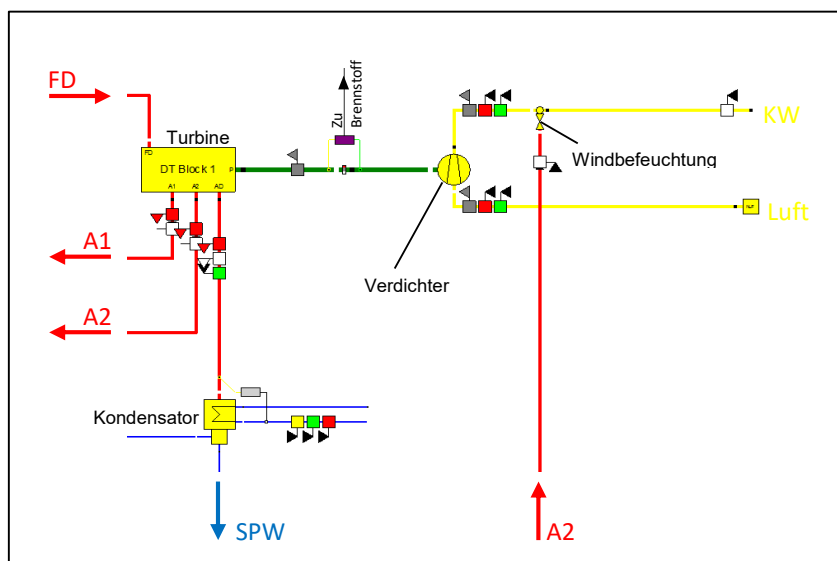 FD
Turbine
FD
DT Block 1
P
A1 A2 AD
Zu
Brennstoff
KW
Windbefeuchtung
Luft
A1
Verdichter
A2
Kondensator
SPW
A2